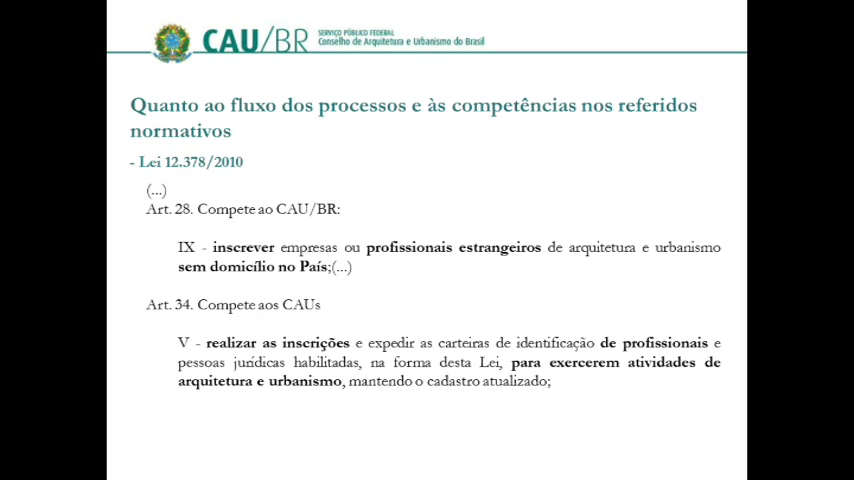 CAU/BR
SERVIÇO PÚBLICO FEDERAL
Conselho de Arquitetura e Urbanismo do Brasil
Quanto ao fluxo dos processos e às competências nos referidos
normativos
- Lei 12.378/2010
(...)
Art. 28. Compete ao CAU/BR:
IX - inscrever empresas ou profissionais estrangeiros de arquitetura e urbanismo
sem domicílio no País;(...)
Art. 34. Compete aos CAUs
V - realizar as inscrições e expedir as carteiras de identificação de profissionais e
pessoas jurídicas habilitadas, na forma desta Lei, para exercerem atividades de
arquitetura e urbanismo, mantendo o cadastro atualizado;